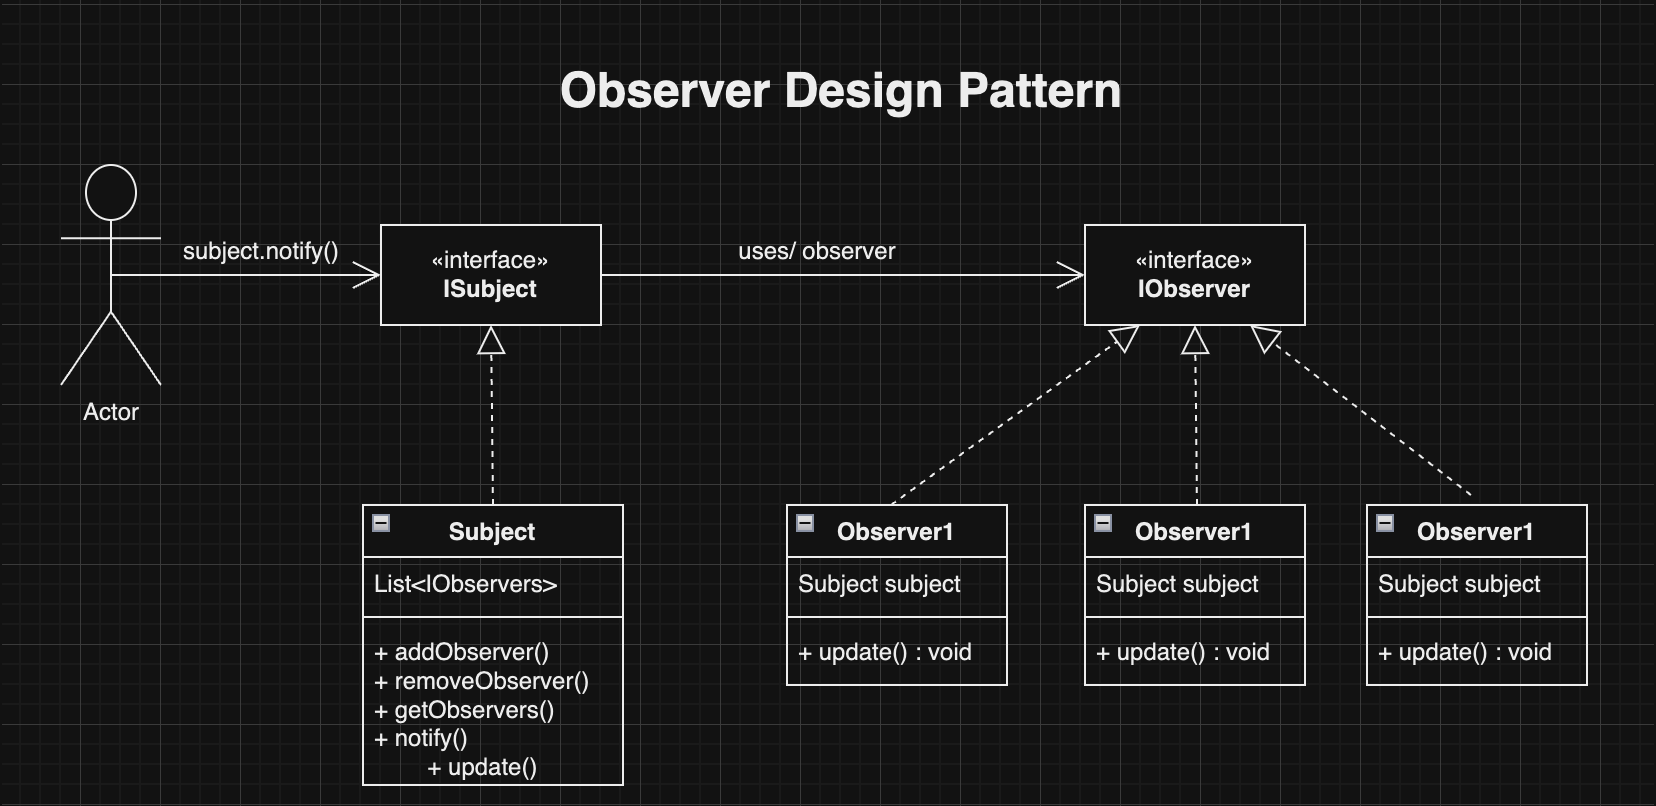 Observer Design Pattern
subject.notify()
Actor
«interface»
ISubject
uses/ observer
«interface»
IObserver
Subject
List<IObservers>
+ addObserver()
+ removeObserver()
+ getObservers()
+ notify()
+ update()
Observer1
Subject subject
+ update() : void
Observer1
Subject subject
+ update() : void
Observer1
Subject subject
+ update() : void